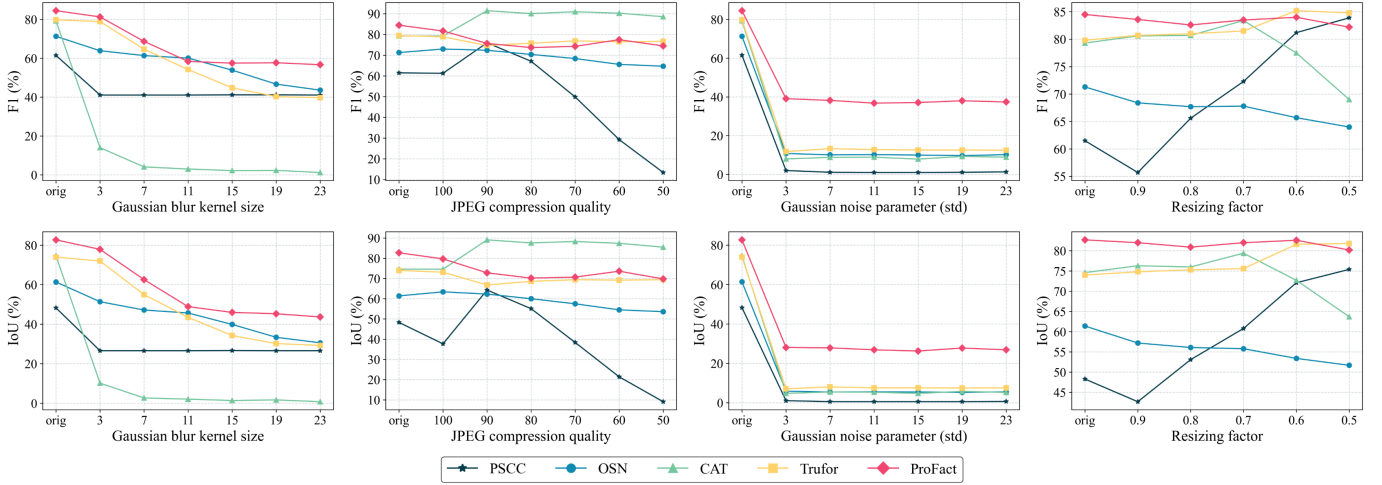 F1 (%)
80
60
40
20
0
orig 3 7 11 15 19 23
Gaussian blur kernel size
F1 (%)
90
80
70
60
50
40
30
20
10
orig 100 90 80 70 60 50
JPEG compression quality
F1 (%)
80
60
40
20
0
orig 3 7 11 15 19 23
Gaussian noise parameter (std)
F1 (%)
85
80
75
70
65
60
55
orig 0.9 0.8 0.7 0.6 0.5
Resizing factor
IoU (%)
80
60
40
20
0
orig 3 7 11 15 19 23
Gaussian blur kernel size
IoU (%)
90
80
70
60
50
40
30
20
10
orig 100 90 80 70 60 50
JPEG compression quality
IoU (%)
80
60
40
20
0
orig 3 7 11 15 19 23
Gaussian noise parameter (std)
IoU (%)
80
75
70
65
60
55
50
45
orig 0.9 0.8 0.7 0.6 0.5
Resizing factor
PSCC OSN CAT Trufor ProFact